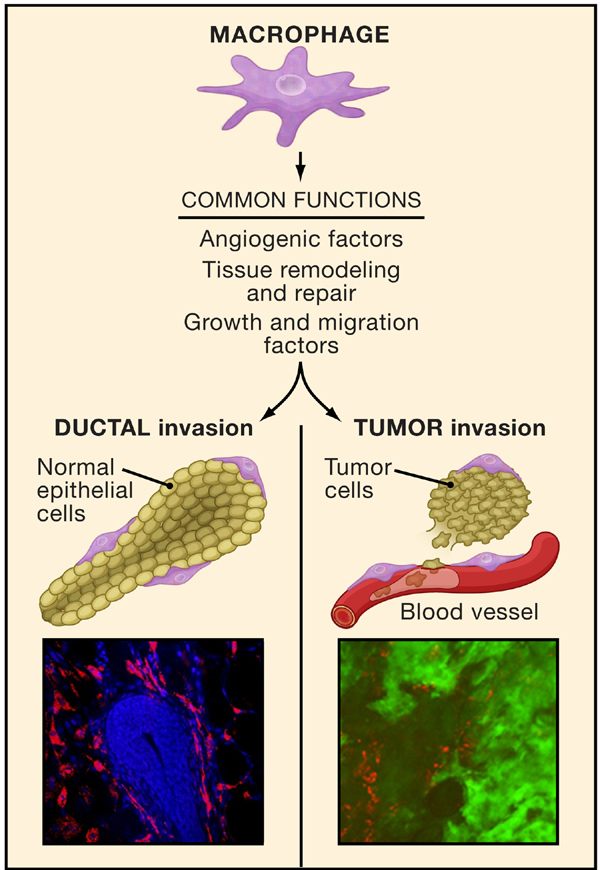 MACROPHAGE
COMMON FUNCTIONS
Angiogenic factors
Tissue remodeling
and repair
Growth and migration
factors
DUCTAL invasion
Normal
epithelial
cells
TUMOR invasion
Tumor
cells
Blood vessel